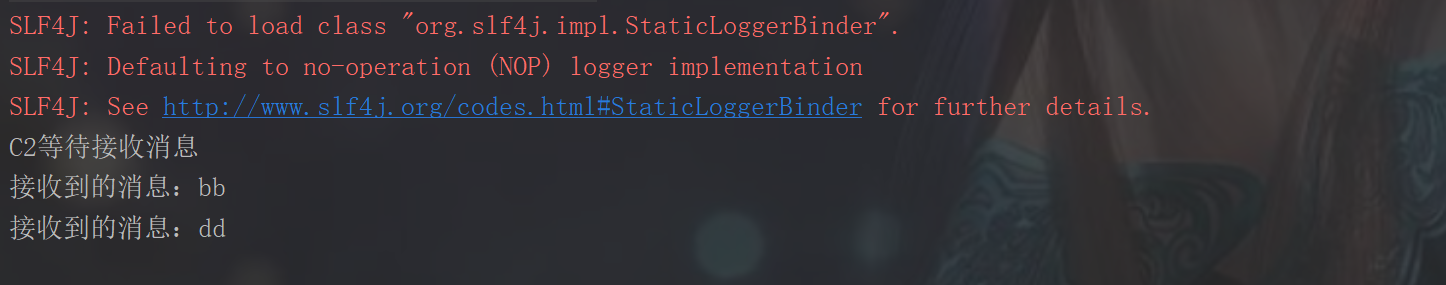 SLF4J: Failed to load class "org.slf4j.impl.StaticLoggerBinder".
SLF4J: Defaulting to no-operation (NOP) logger implementation
SLF4J: See http://www.slf4j.org/codes.html#StaticLoggerBinder for further details.
C2等待接收消息
接收到的消息：bb
接收到的消息：dd